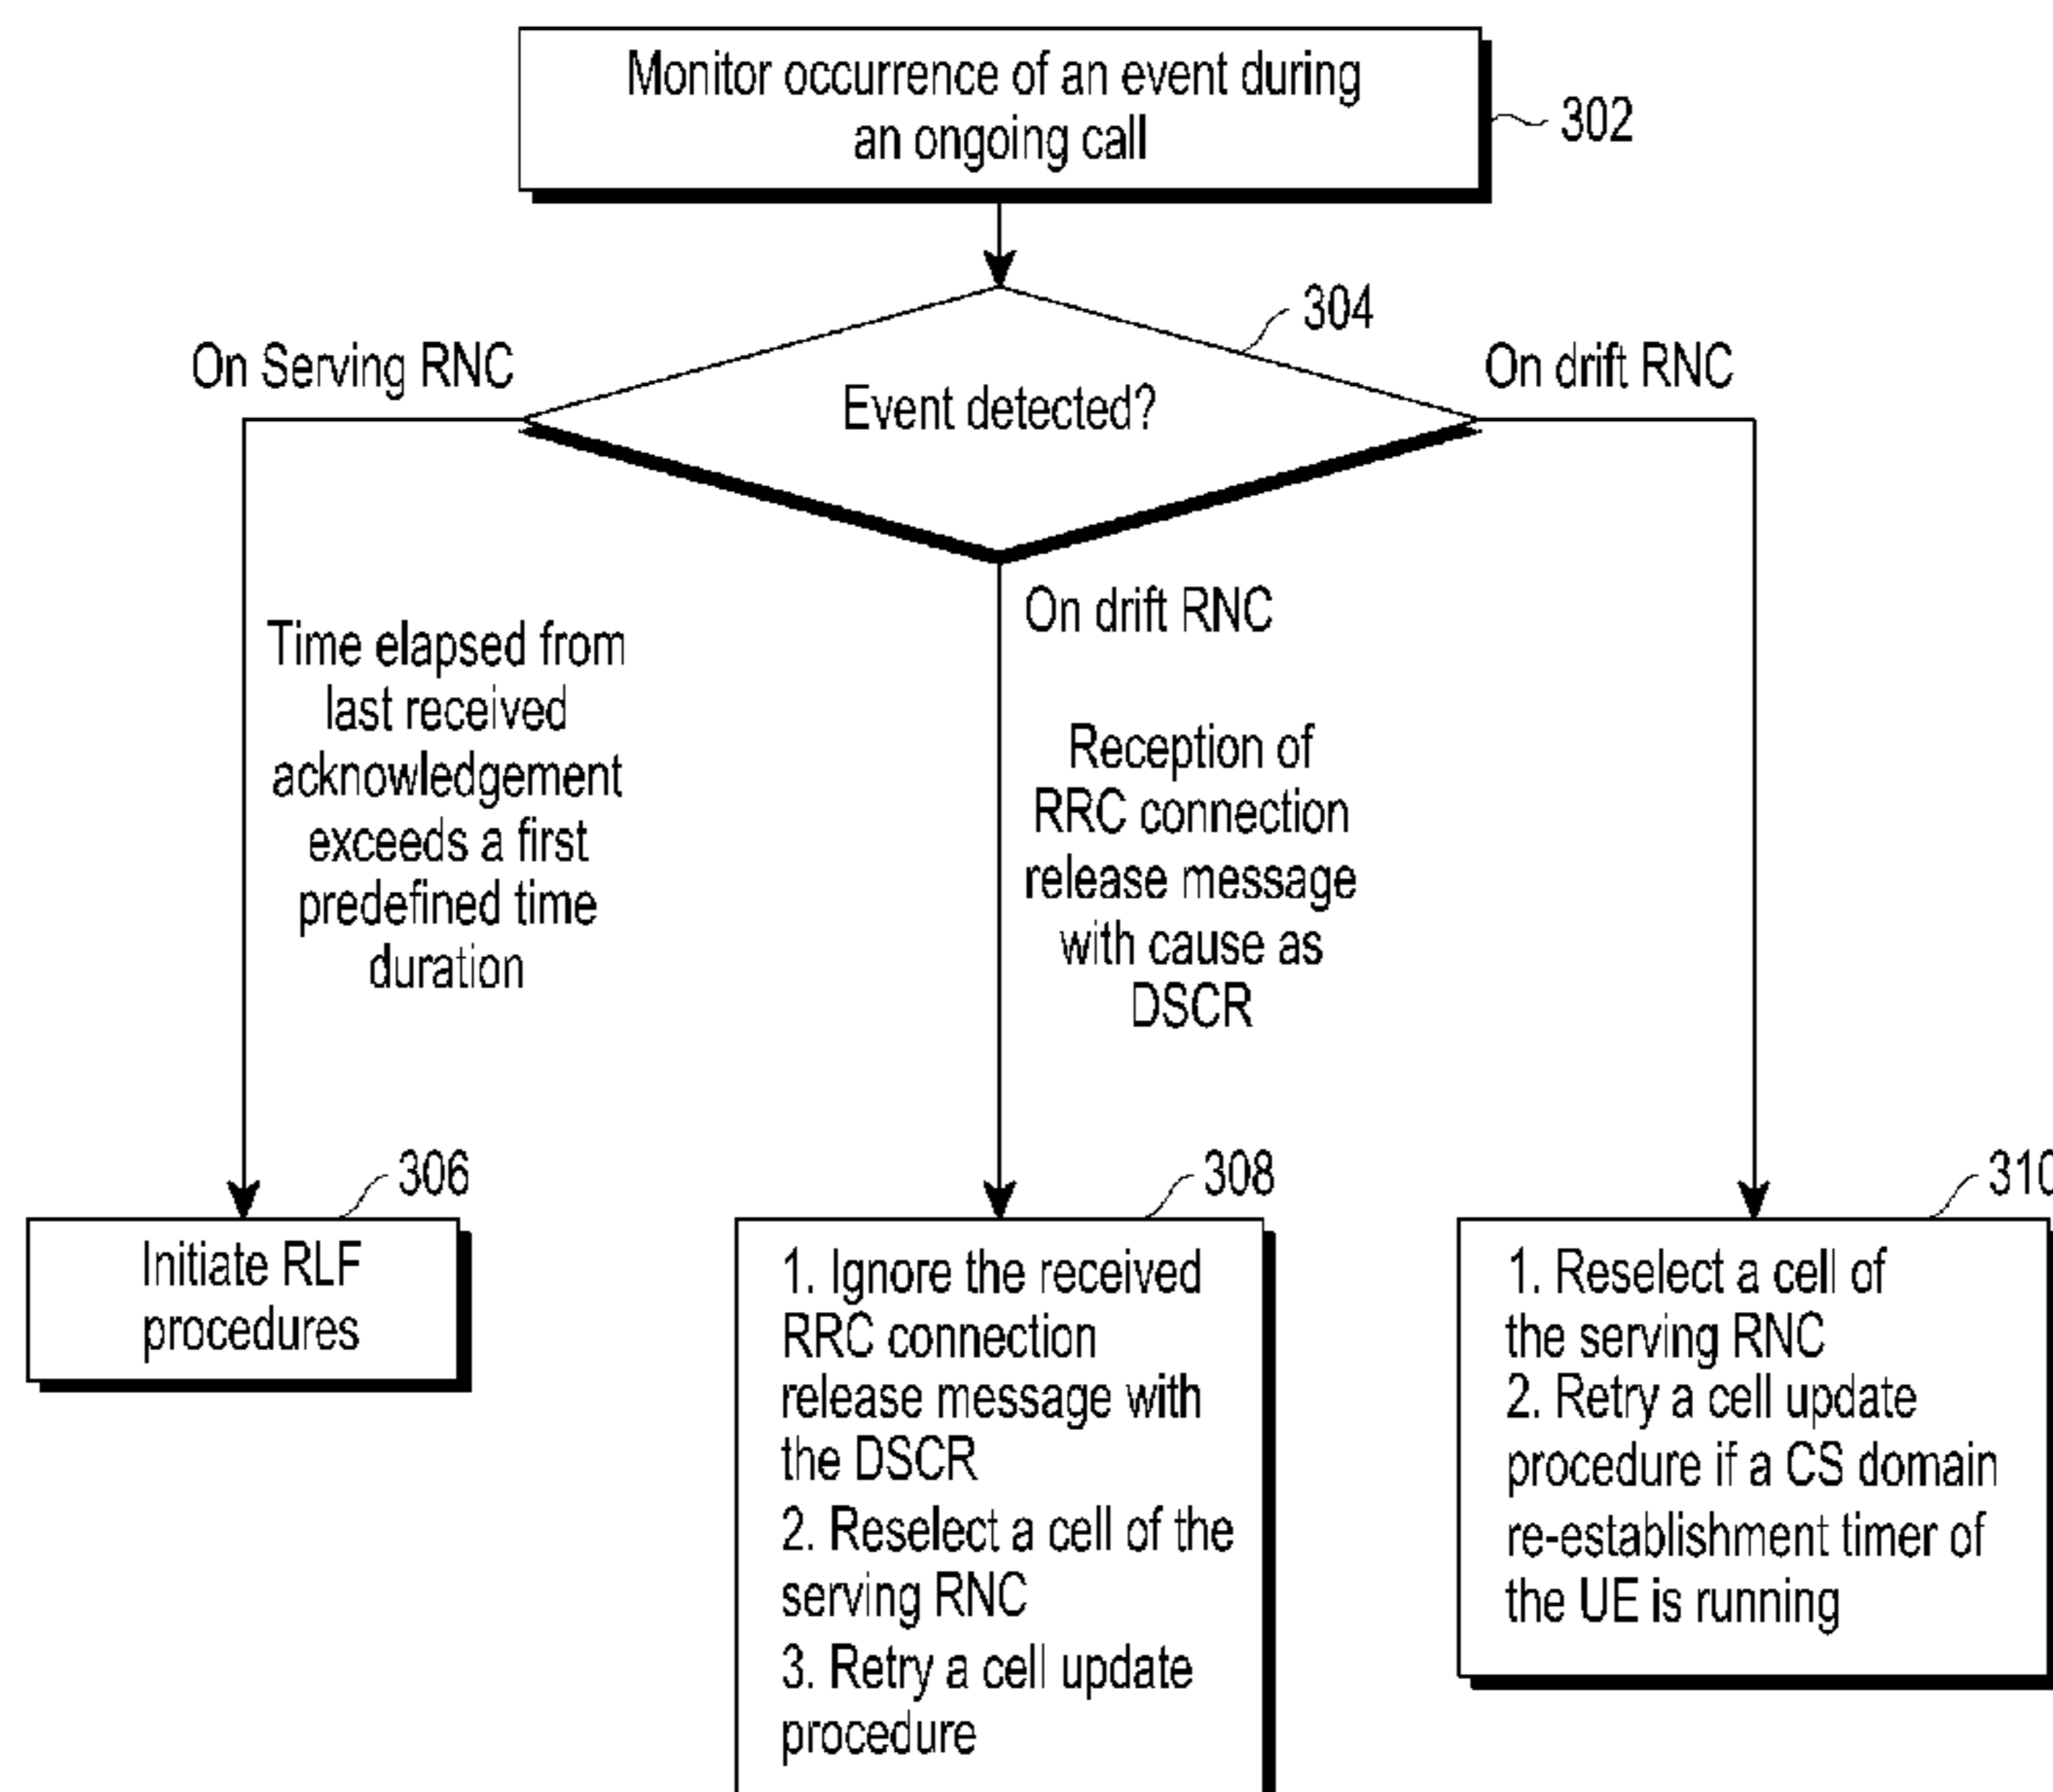 Monitor occurrence of an event during
an ongoing call
302
304
On Serving RNC
Event detected?
On drift RNC
On drift RNC
Time elapsed from
last received
acknowledgement
exceeds a first
predefined time
duration
Reception of
RRC connection
release message
with cause as
DSCR
306
Initiate RLF
procedures
308
1. Ignore the received
RRC connection
release message with
the DSCR
2. Reselect a cell of the
serving RNC
3. Retry a cell update
procedure
310
1. Reselect a cell of
the serving RNC
2. Retry a cell update
procedure if a CS domain
re-establishment timer of
the UE is running